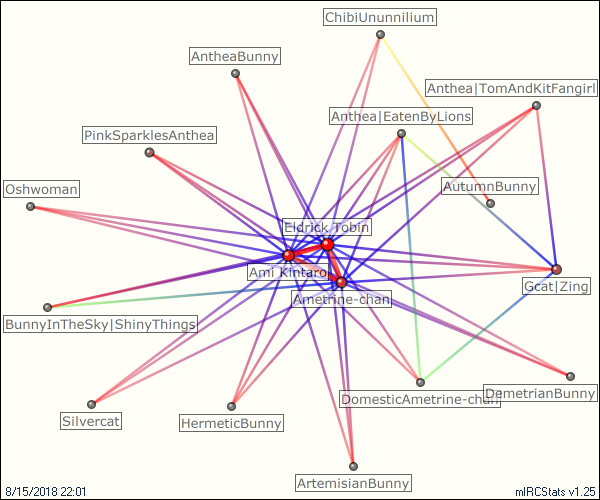 ChibiUnunnilium
AntheaBunny
Anthea|TomAndKitFangirl
Anthea|EatenByLions
PinkSparklesAnthea
Oshwoman
AutumnBunny
Eldrick Tobin
Ami Kintaro
Gcat|Zing
Ametrine-chan
BunnyInTheSky|ShinyThings
DomesticAmetrine-chan
DemetrianBunny
Silvercat
HermeticBunny
ArtemisianBunny
8/15/2018 22:01
mIRCStats v1.25